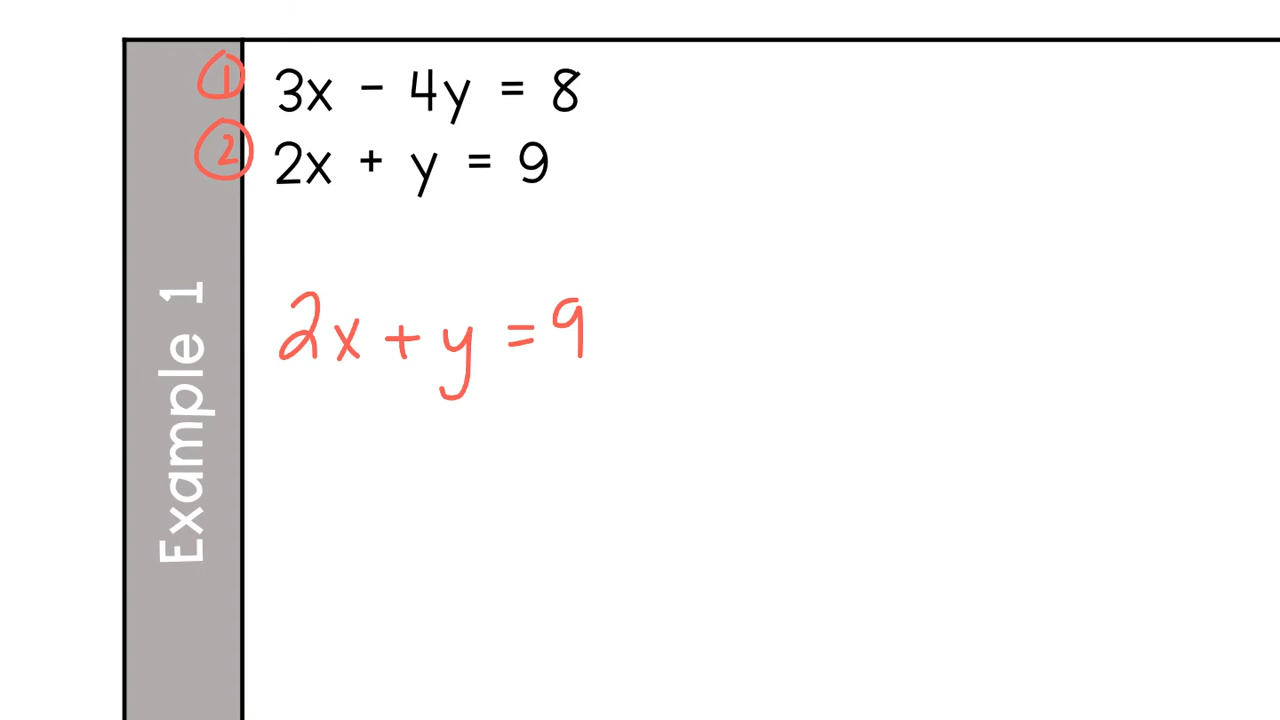 ① 3x - 4y = 8
② 2x + y = 9
2x + y = 9
Example 1